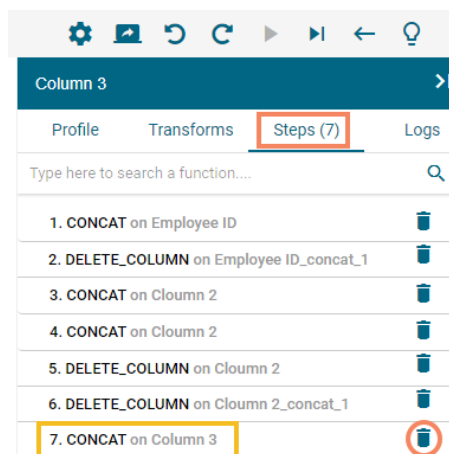 Column 3
Profile Transforms Steps (7) Logs
Type here to search a function....
1. CONCAT on Employee ID
2. DELETE_COLUMN on Employee ID_concat_1
3. CONCAT on Cloumn 2
4. CONCAT on Cloumn 2
5. DELETE_COLUMN on Cloumn 2
6. DELETE_COLUMN on Cloumn 2_concat_1
7. CONCAT on Column 3